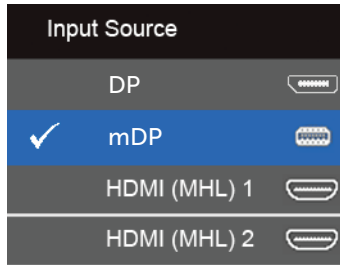 Input Source
DP
mDP
HDMI (MHL) 1
HDMI (MHL) 2